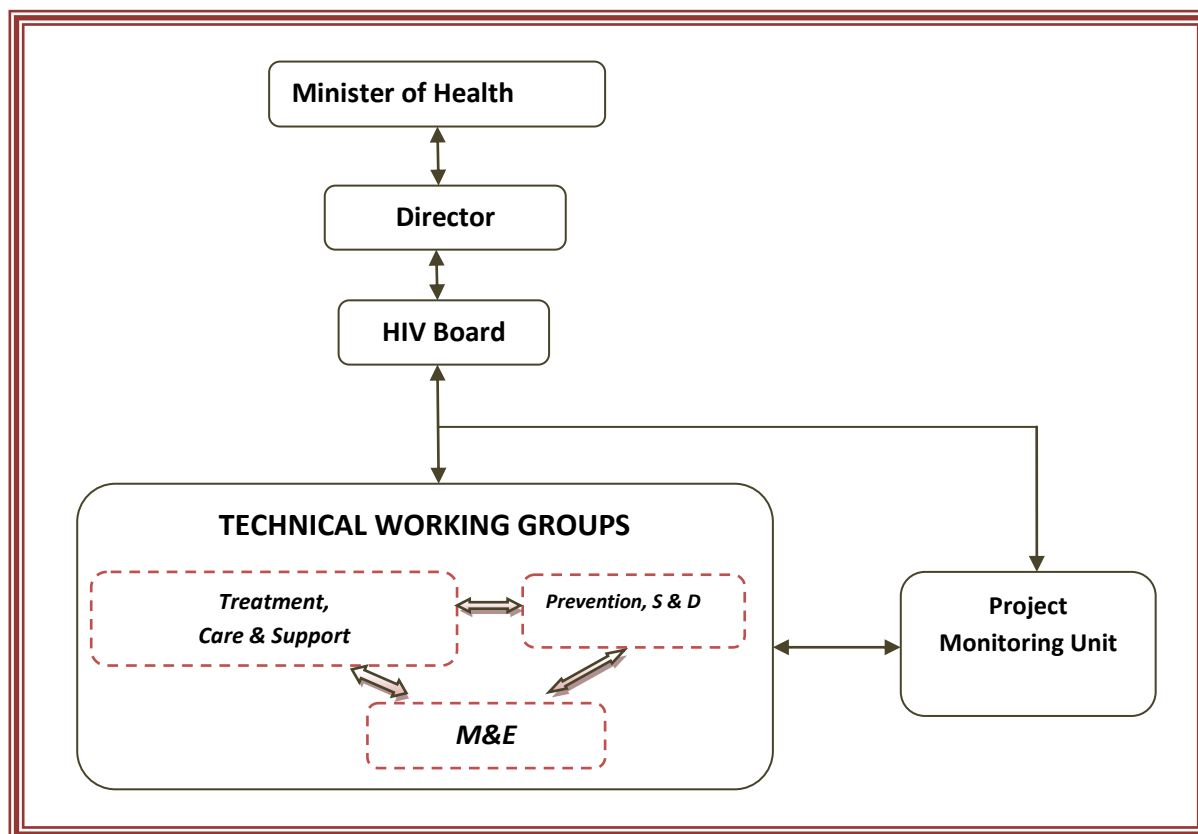 Minister of Health
Director
HIV Board
TECHNICAL WORKING GROUPS
Treatment,
Care & Support
Prevention, S & D
M&E
Project
Monitoring Unit